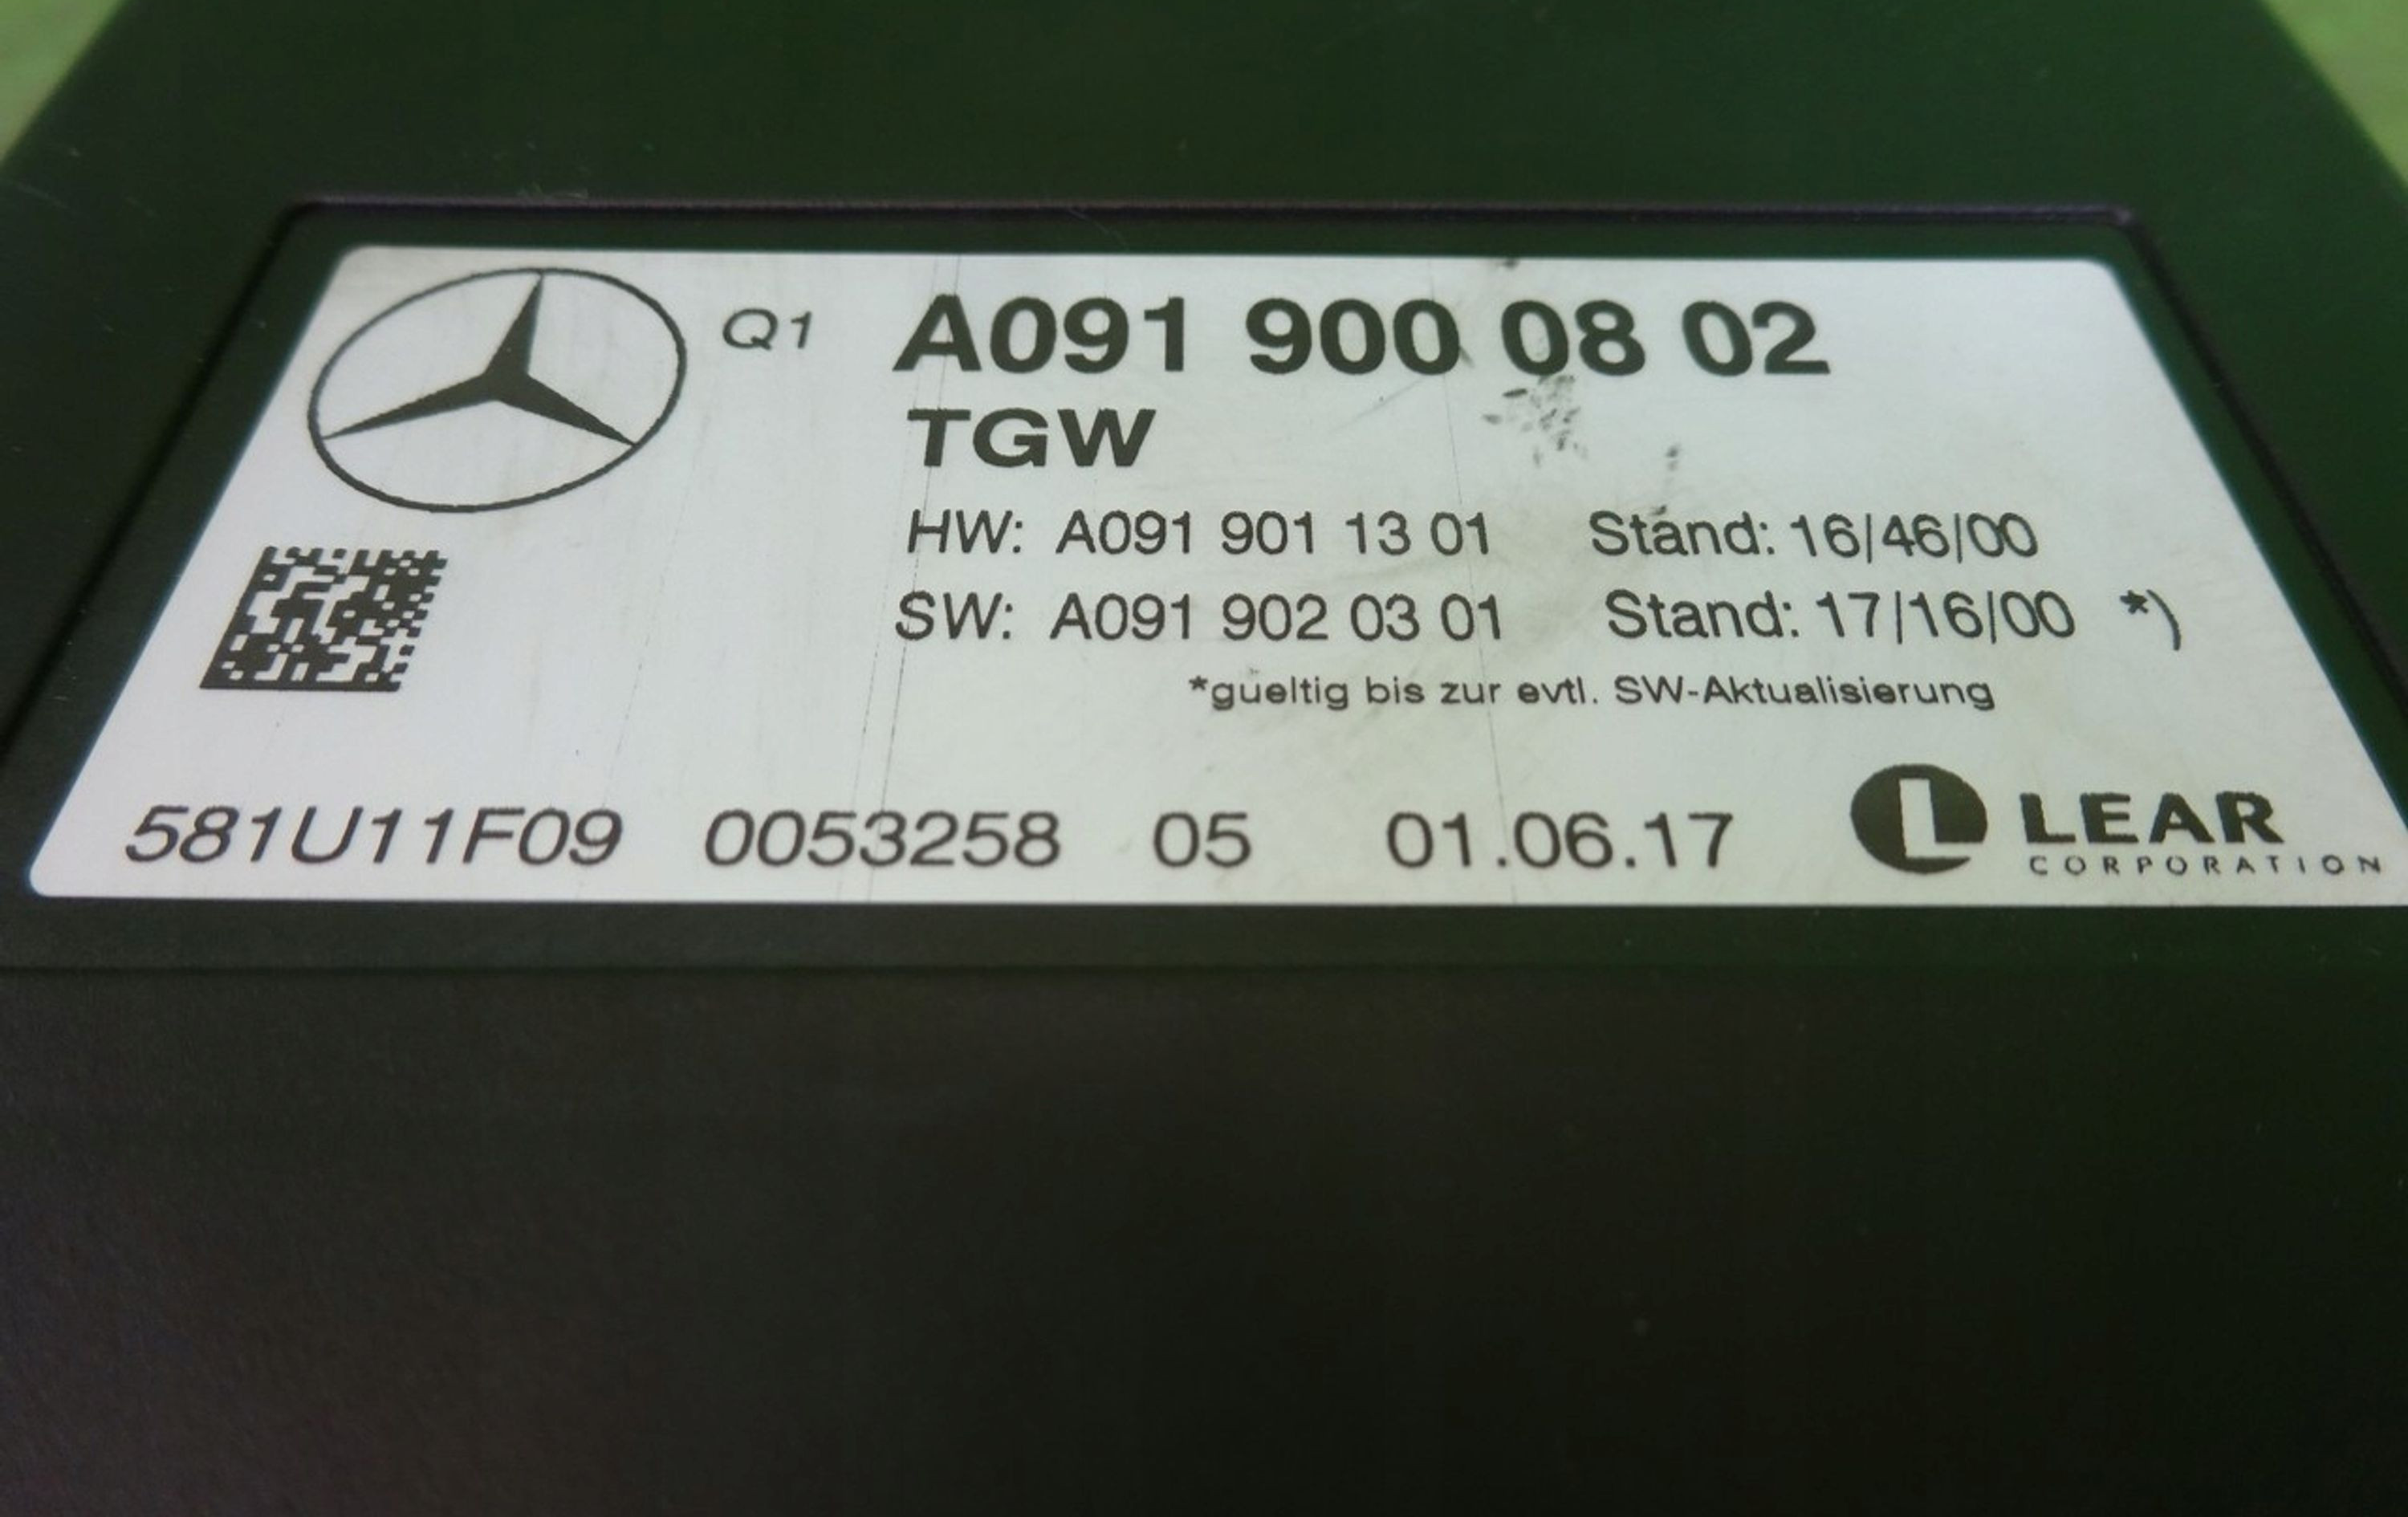 Q1 A091 900 08 02
TGW
HW: A091 901 13 01 Stand: 16/46/00
SW: A091 902 03 01 Stand: 17/16/00 *)
*gueltig bis zur evtl. SW-Aktualisierung
581U11F09 0053258 05 01.06.17 LEAR
CORPORATION